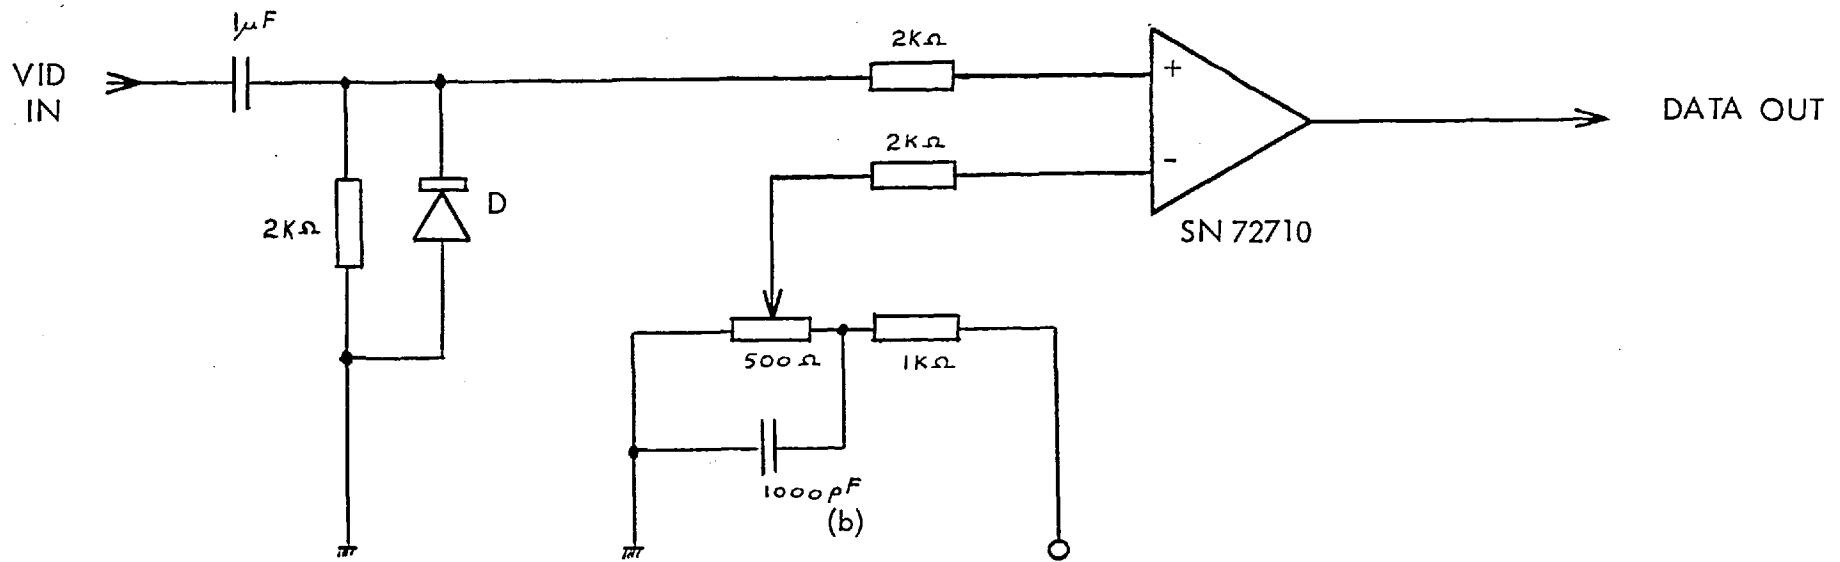 1μF
VID
IN
2KΩ
+
DATA OUT
2KΩ
-
D
2KΩ
SN 72710
500Ω
1KΩ
1000pF
(b)